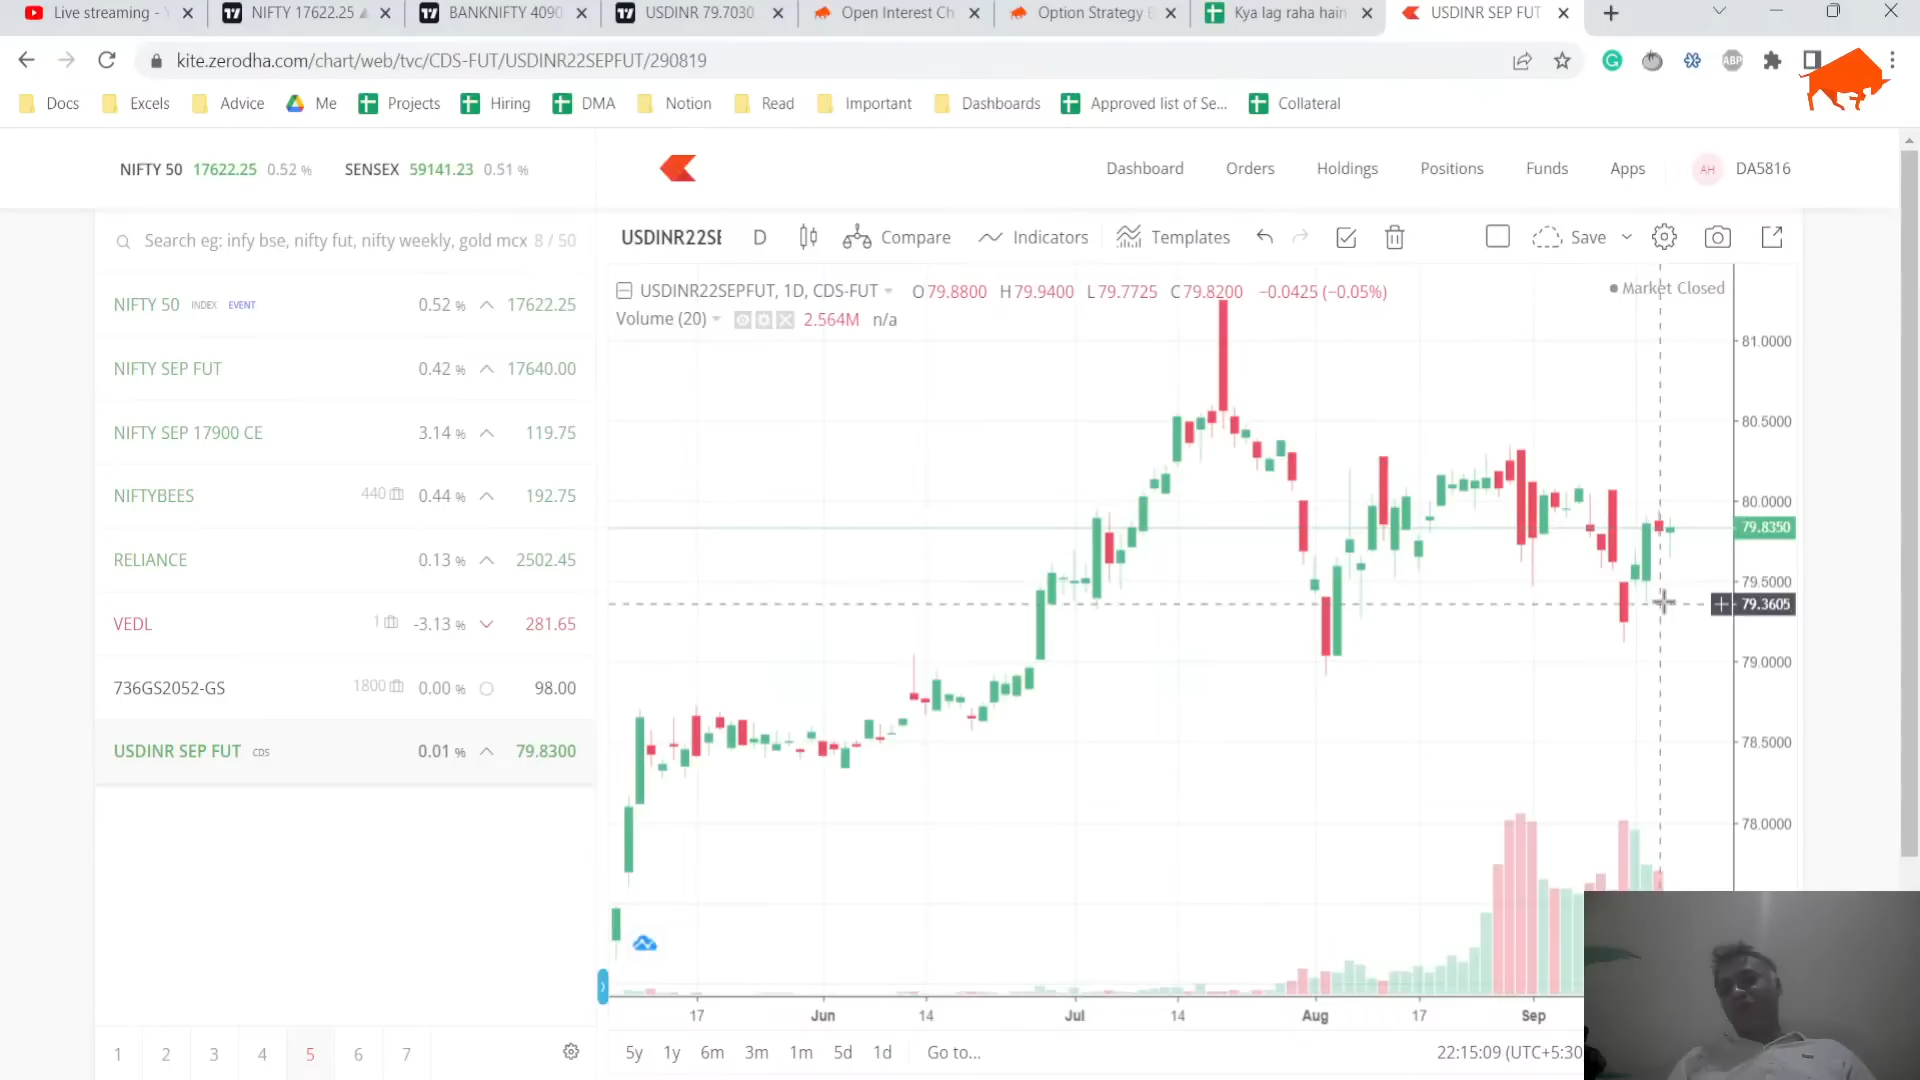 Live streaming -
NIFTY 17622.25
BANKNIFTY 4090
USDINR 79.7030
Open Interest Ch
Option Strategy
Kya lag raha hain
USDINR SEP FUT
kite.zerodha.com/chart/web/tvc/CDS-FUT/USDINR22SEPFUT/290819
ABP
Docs Excels Advice Me Projects Hiring DMA Notion Read Important Dashboards Approved list of Se... Collateral
NIFTY 50 17622.25 0.52 % SENSEX 59141.23 0.51 %
Dashboard Orders Holdings Positions Funds Apps AH DA5816
Search eg: infy bse, nifty fut, nifty weekly, gold mcx 8 / 50
NIFTY 50 INDEX EVENT 0.52 % 17622.25
NIFTY SEP FUT 0.42 % 17640.00
NIFTY SEP 17900 CE 3.14 % 119.75
NIFTYBEES 440 0.44 % 192.75
RELIANCE 0.13 % 2502.45
VEDL 1 -3.13 % 281.65
736GS2052-GS 1800 0.00 % 98.00
USDINR SEP FUT CDS 0.01 % 79.8300
1 2 3 4 5 6 7
USDINR22SE D Compare Indicators Templates Save
USDINR22SEPFUT, 1D, CDS-FUT O79.8800 H79.9400 L79.7725 C79.8200 −0.0425 (−0.05%)
Market Closed
Volume (20) 2.564M n/a
81.0000
80.5000
80.0000
79.8350
79.5000
79.3605
79.0000
78.5000
78.0000
17 Jun 14 Jul 14 Aug 17 Sep
5y 1y 6m 3m 1m 5d 1d Go to... 22:15:09 (UTC+5:30